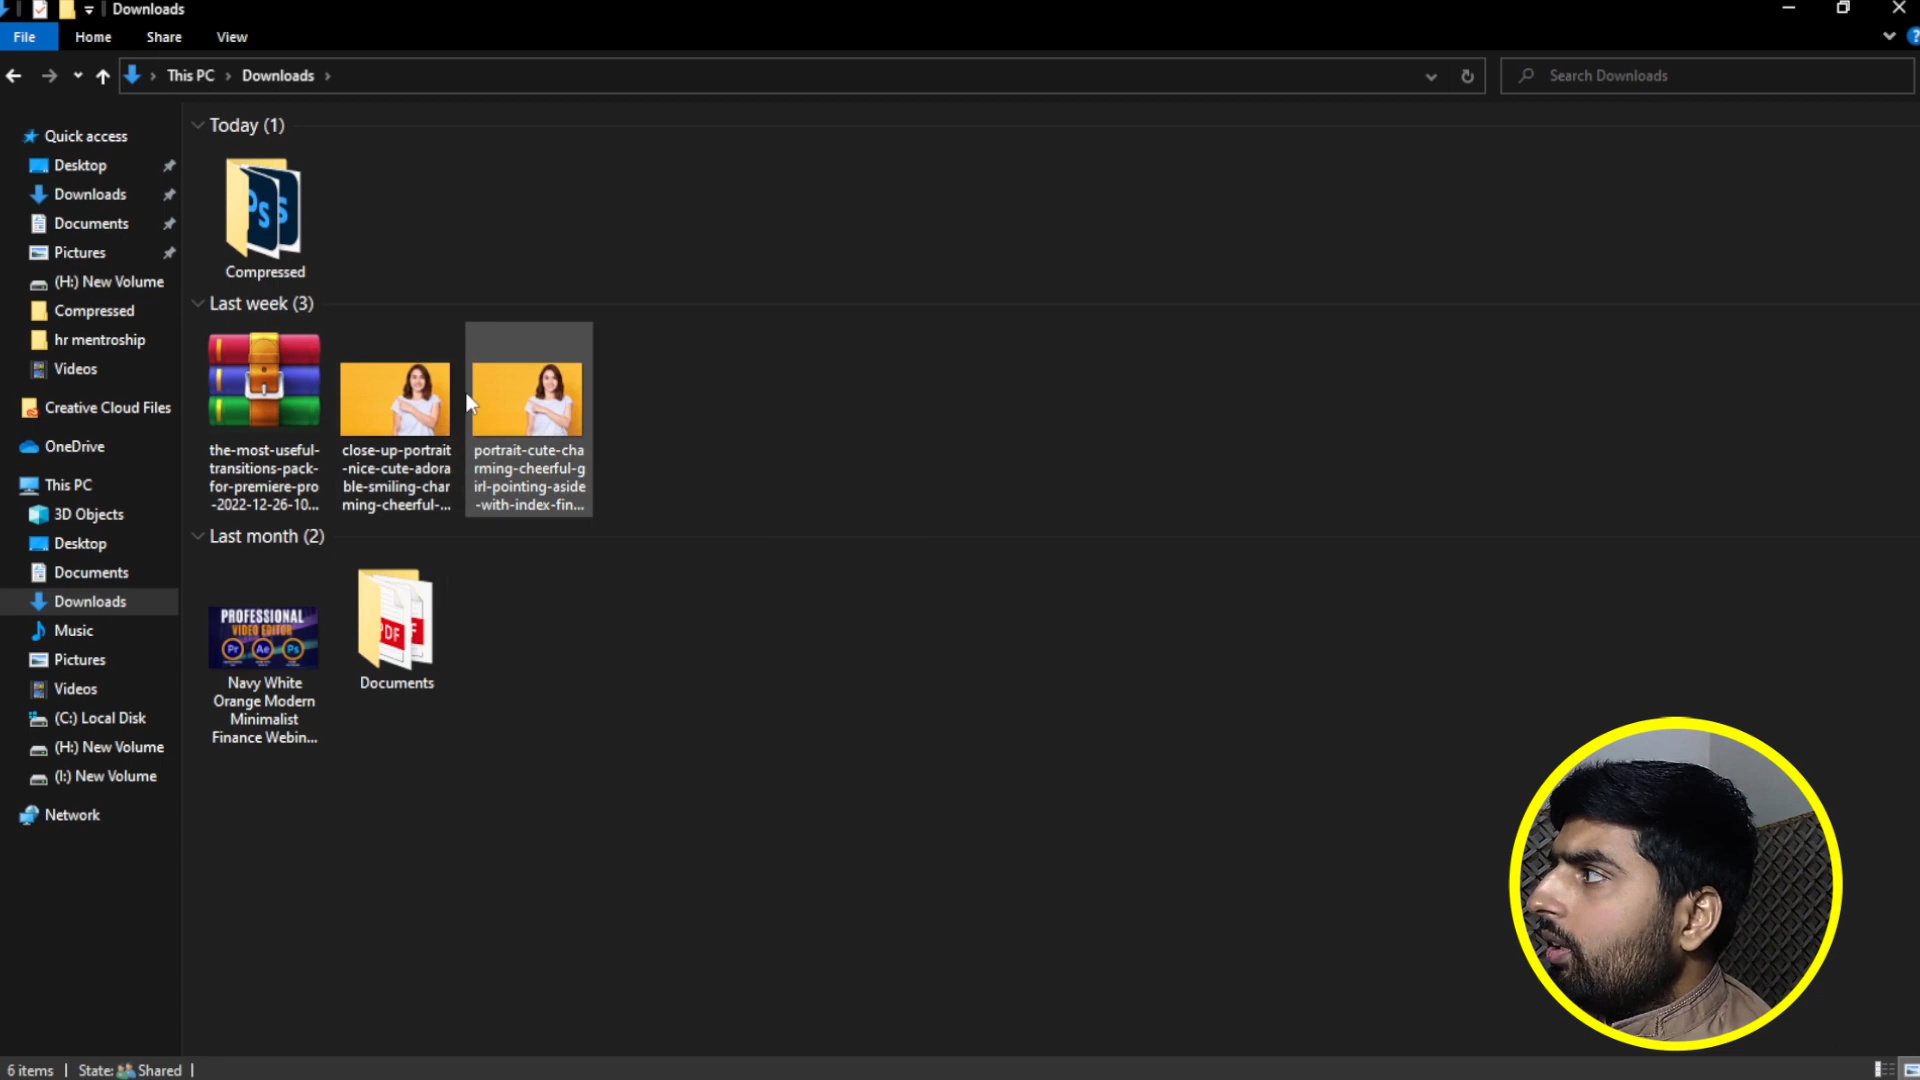 Downloads
File
Home
Share
View
This PC
Downloads
Search Downloads
Quick access
Desktop
Downloads
Documents
Pictures
(H:) New Volume
Compressed
hr mentroship
Videos
Creative Cloud Files
OneDrive
This PC
3D Objects
Desktop
Documents
Downloads
Music
Pictures
Videos
(C:) Local Disk
(H:) New Volume
(I:) New Volume
Network
Today (1)
Ps
Compressed
Last week (3)
the-most-useful-
transitions-pack-
for-premiere-pro
-2022-12-26-10...
close-up-portrait
-nice-cute-adora
ble-smiling-char
ming-cheerful-...
portrait-cute-cha
rming-cheerful-g
irl-pointing-aside
-with-index-fin...
Last month (2)
PROFESSIONAL
VIDEO EDITOR
Pr
Ae
Ps
Navy White
Orange Modern
Minimalist
Finance Webin...
PDF
Documents
6 items
State:
Shared